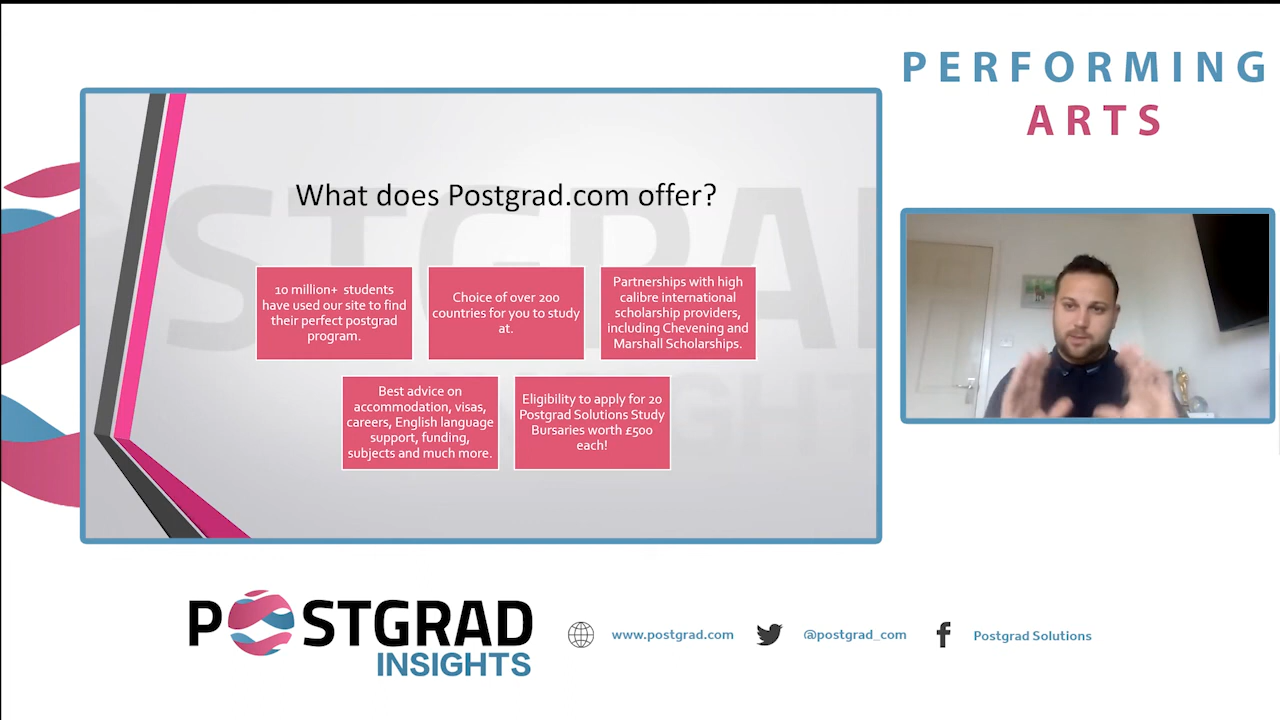 PERFORMING
ARTS
What does Postgrad.com offer?
10 million+ students
have used our site to find
their perfect postgrad
program.
Choice of over 200
countries for you to study
at.
Partnerships with high
calibre international
scholarship providers,
including Chevening and
Marshall Scholarships.
Best advice on
accommodation, visas,
careers, English language
support, funding,
subjects and much more.
Eligibility to apply for 20
Postgrad Solutions Study
Bursaries worth £500
each!
POSTGRAD
INSIGHTS
www.postgrad.com
@postgrad_com
Postgrad Solutions